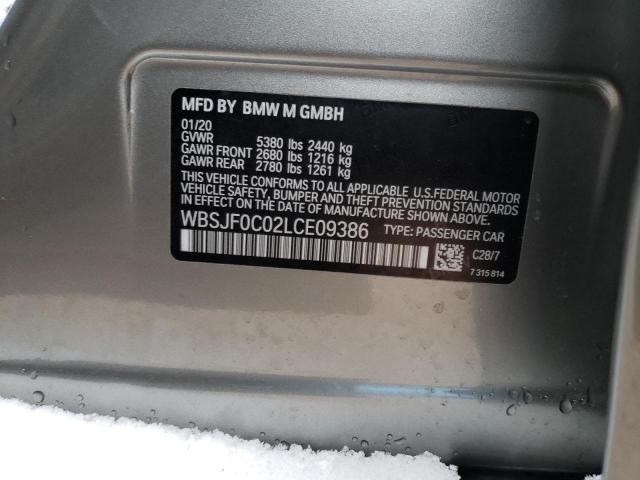 MFD BY BMW M GMBH
01/20
GVWR 5380 lbs 2440 kg
GAWR FRONT 2680 lbs 1216 kg
GAWR REAR 2780 lbs 1261 kg
THIS VEHICLE CONFORMS TO ALL APPLICABLE U.S.FEDERAL MOTOR
VEHICLE SAFETY, BUMPER AND THEFT PREVENTION STANDARDS
IN EFFECT ON THE DATE OF MANUFACTURE SHOWN ABOVE.
WBSJF0C02LCE09386 TYPE: PASSENGER CAR
C28/7
7 315 814